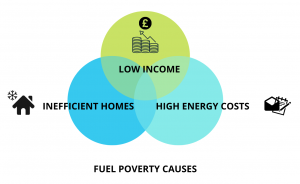 £
LOW INCOME
INEFFICIENT HOMES HIGH ENERGY COSTS
FUEL POVERTY CAUSES